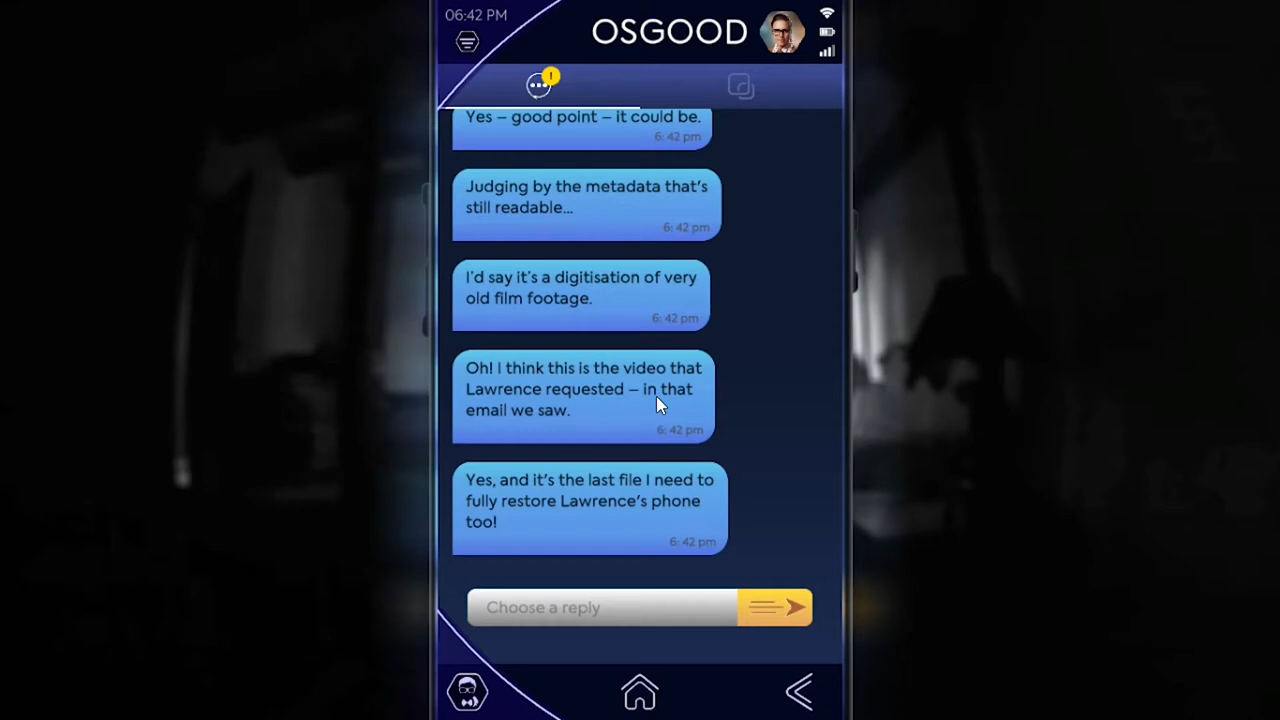 06:42 PM
OSGOOD
!
Yes – good point – it could be.
6: 42 pm
Judging by the metadata that's
still readable...
6: 42 pm
I'd say it's a digitisation of very
old film footage.
6: 42 pm
Oh! I think this is the video that
Lawrence requested – in that
email we saw.
6: 42 pm
Yes, and it's the last file I need to
fully restore Lawrence's phone
too!
6: 42 pm
Choose a reply